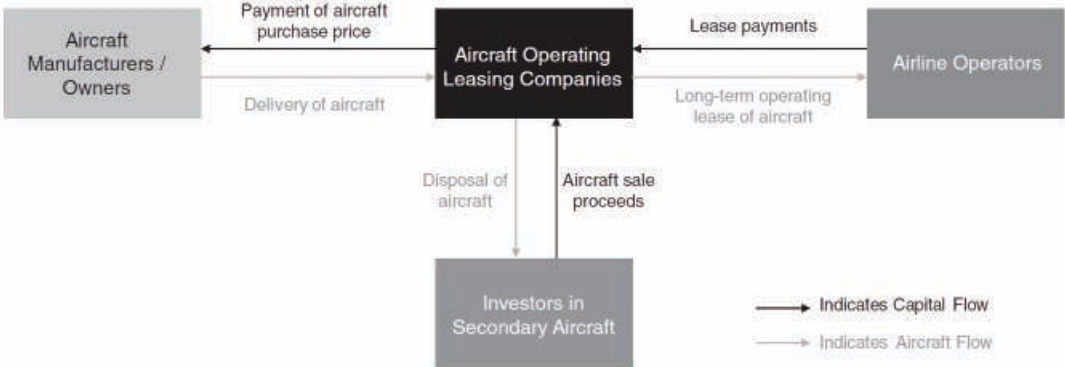 Aircraft
Manufacturers /
Owners
Payment of aircraft
purchase price
Delivery of aircraft
Aircraft Operating
Leasing Companies
Lease payments
Long-term operating
lease of aircraft
Airline Operators
Disposal of
aircraft
Aircraft sale
proceeds
Investors in
Secondary Aircraft
Indicates Capital Flow
Indicates Aircraft Flow